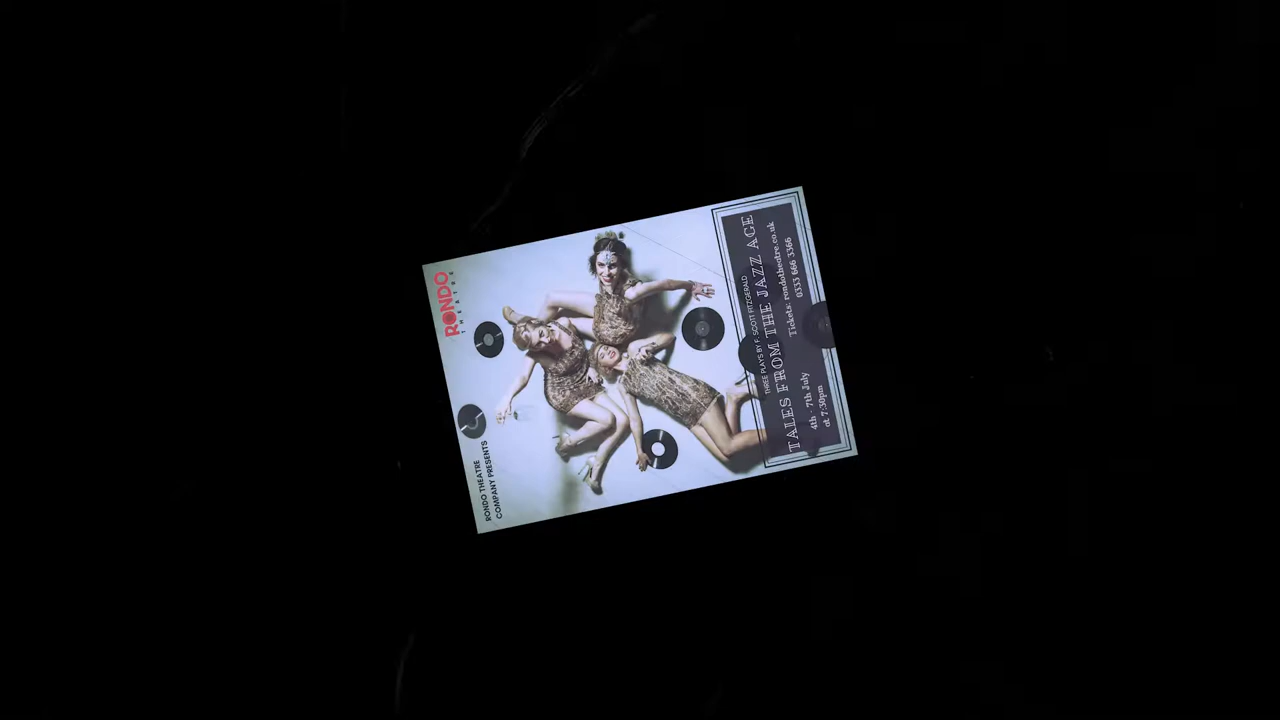 RONDO THEATRE
COMPANY PRESENTS
RONDO
THEATRE
THREE PLAYS BY F. SCOTT FITZGERALD
TALES FROM THE JAZZ AGE
4th - 7th July
at 7:30pm
Tickets: rondotheatre.co.uk
0333 666 3366